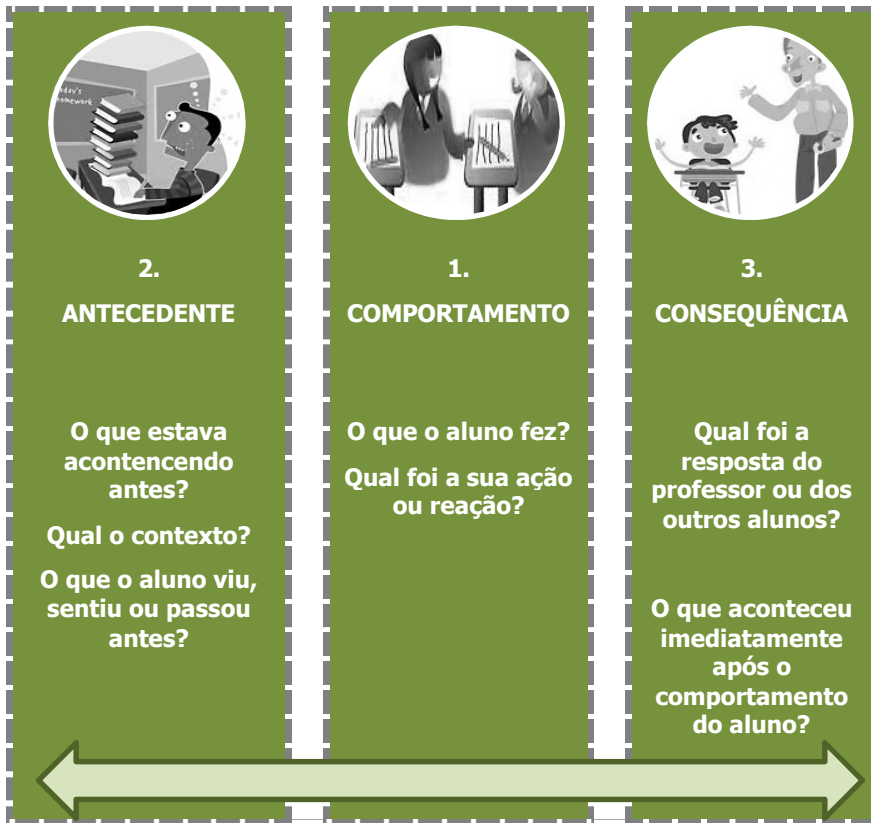 today's
homework
2.
ANTECEDENTE
O que estava
acontencendo
antes?
Qual o contexto?
O que o aluno viu,
sentiu ou passou
antes?
1.
COMPORTAMENTO
O que o aluno fez?
Qual foi a sua ação
ou reação?
3.
CONSEQUÊNCIA
Qual foi a
resposta do
professor ou dos
outros alunos?
O que aconteceu
imediatamente
após o
comportamento
do aluno?